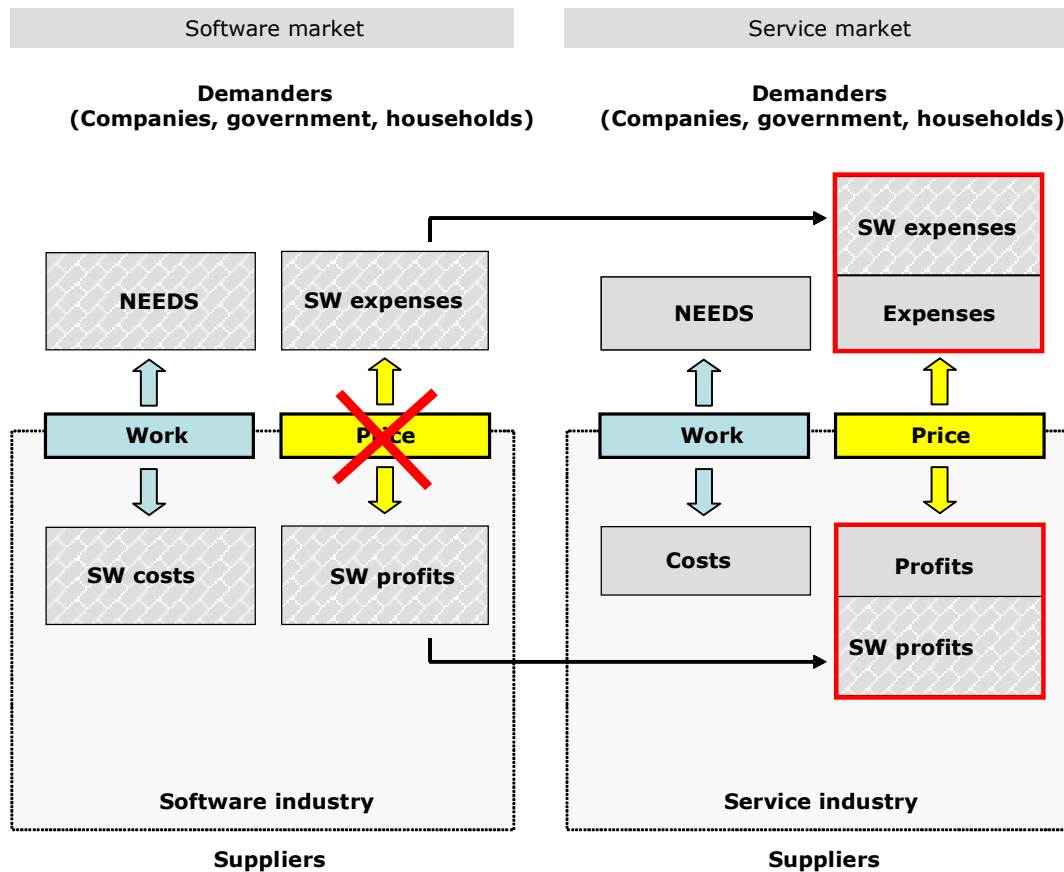 Software market
Service market
Demanders
(Companies, government, households)
Demanders
(Companies, government, households)
SW expenses
NEEDS
SW expenses
NEEDS
Expenses
Work
Price
Work
Price
SW costs
SW profits
Costs
Profits
SW profits
Software industry
Service industry
Suppliers
Suppliers